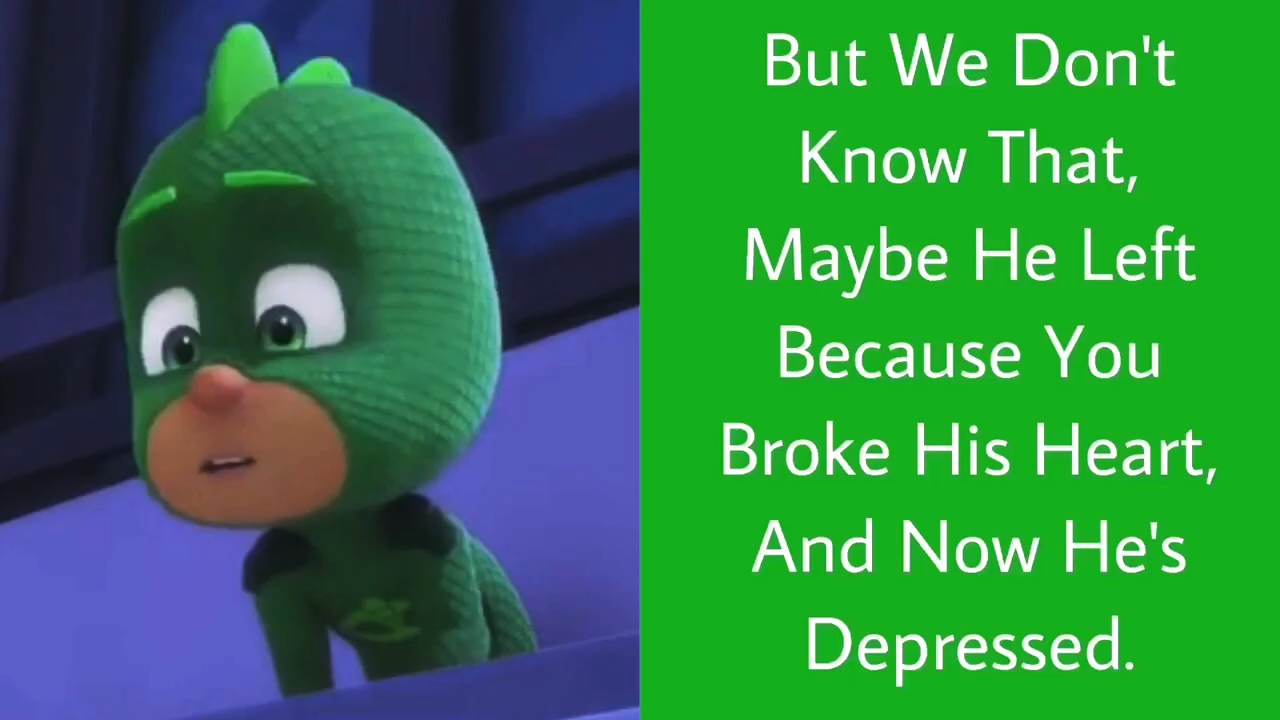 But We Don't
Know That,
Maybe He Left
Because You
Broke His Heart,
And Now He's
Depressed.